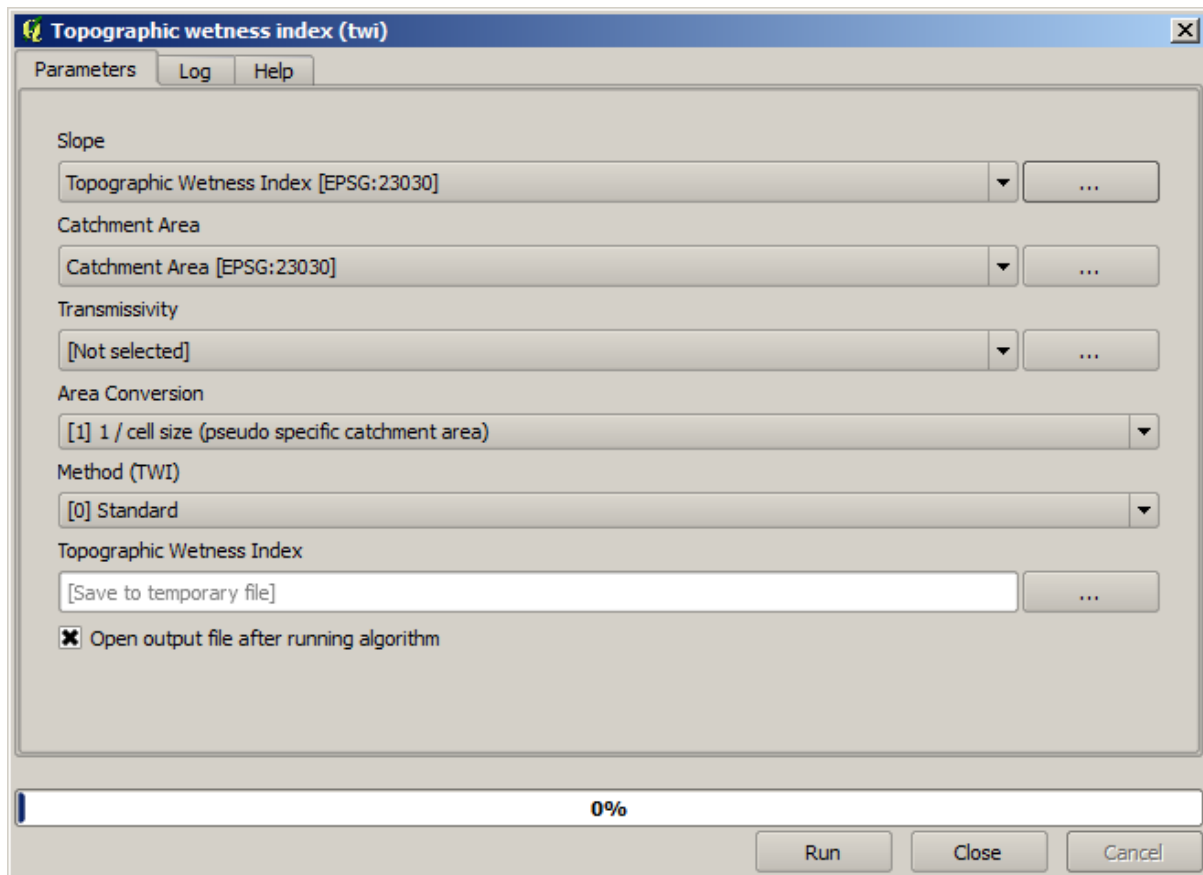 Topographic wetness index (twi)
Parameters Log Help
Slope
Topographic Wetness Index [EPSG:23030] ...
Catchment Area
Catchment Area [EPSG:23030] ...
Transmissivity
[Not selected] ...
Area Conversion
[1] 1 / cell size (pseudo specific catchment area)
Method (TWI)
[0] Standard
Topographic Wetness Index
[Save to temporary file] ...
Open output file after running algorithm
0%
Run Close Cancel